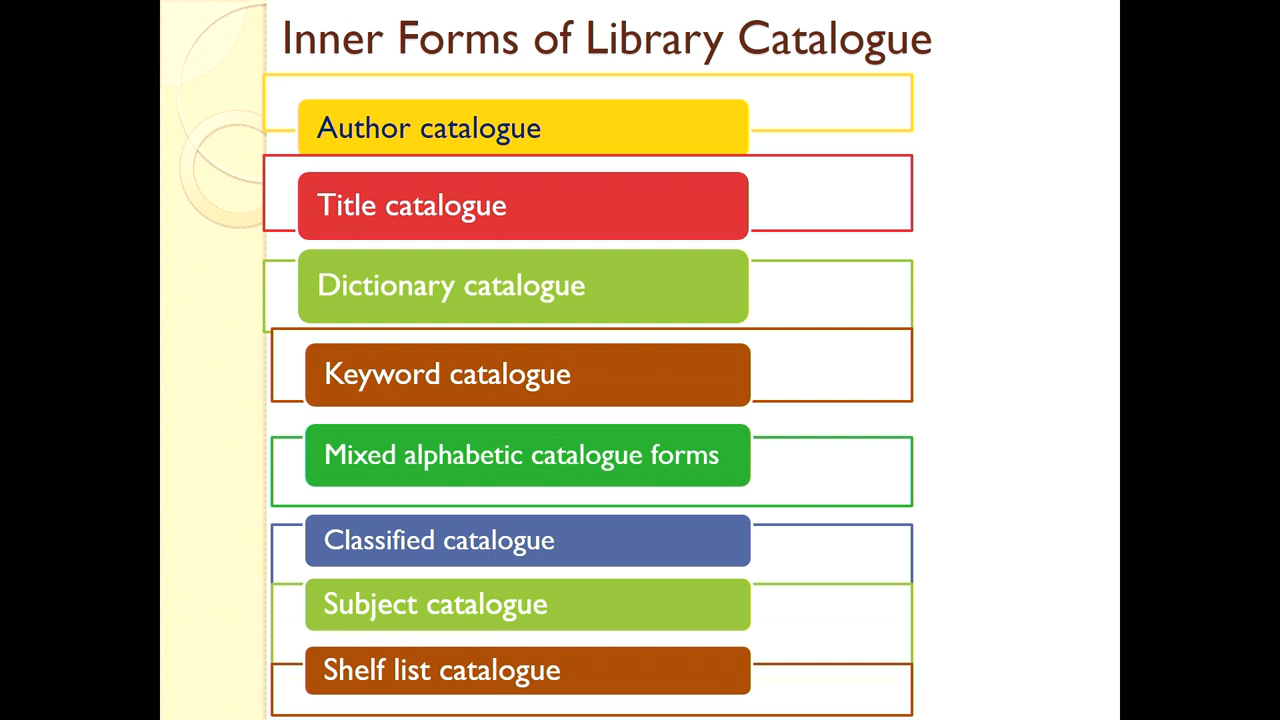 Inner Forms of Library Catalogue
Author catalogue
Title catalogue
Dictionary catalogue
Keyword catalogue
Mixed alphabetic catalogue forms
Classified catalogue
Subject catalogue
Shelf list catalogue